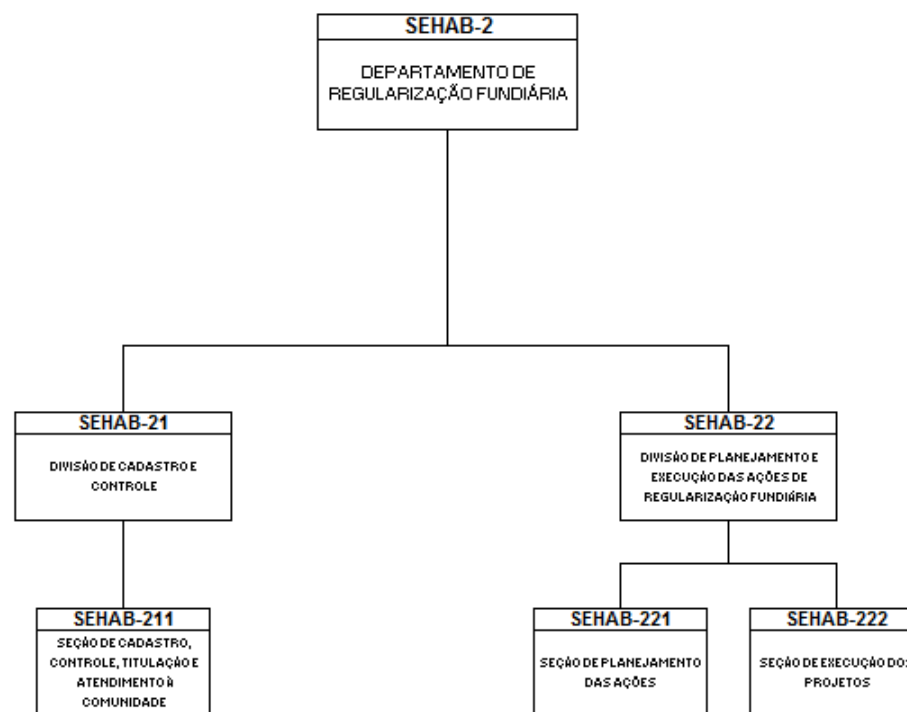 SEHAB-2
DEPARTAMENTO DE
REGULARIZAÇÃO FUNDIÁRIA
SEHAB-21
DIVISÃO DE CADASTRO E
CONTROLE
SEHAB-22
DIVISÃO DE PLANEJAMENTO E
EXECUÇÃO DAS AÇÕES DE
REGULARIZAÇÃO FUNDIÁRIA
SEHAB-211
SEÇÃO DE CADASTRO,
CONTROLE, TITULAÇÃO E
ATENDIMENTO À
COMUNIDADE
SEHAB-221
SEÇÃO DE PLANEJAMENTO
DAS AÇÕES
SEHAB-222
SEÇÃO DE EXECUÇÃO DOS
PROJETOS